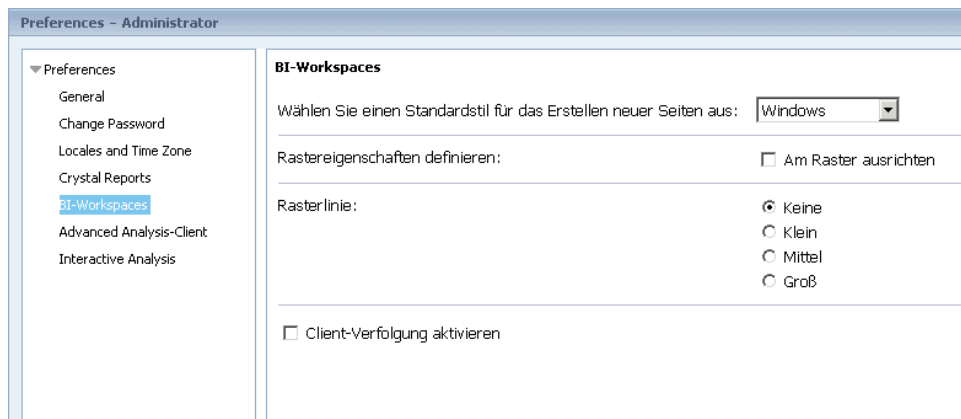 Preferences – Administrator
Preferences
General
Change Password
Locales and Time Zone
Crystal Reports
BI-Workspaces
Advanced Analysis-Client
Interactive Analysis
BI-Workspaces
Wählen Sie einen Standardstil für das Erstellen neuer Seiten aus: Windows
Rastereigenschaften definieren: Am Raster ausrichten
Rasterlinie: Keine
Klein
Mittel
Groß
Client-Verfolgung aktivieren